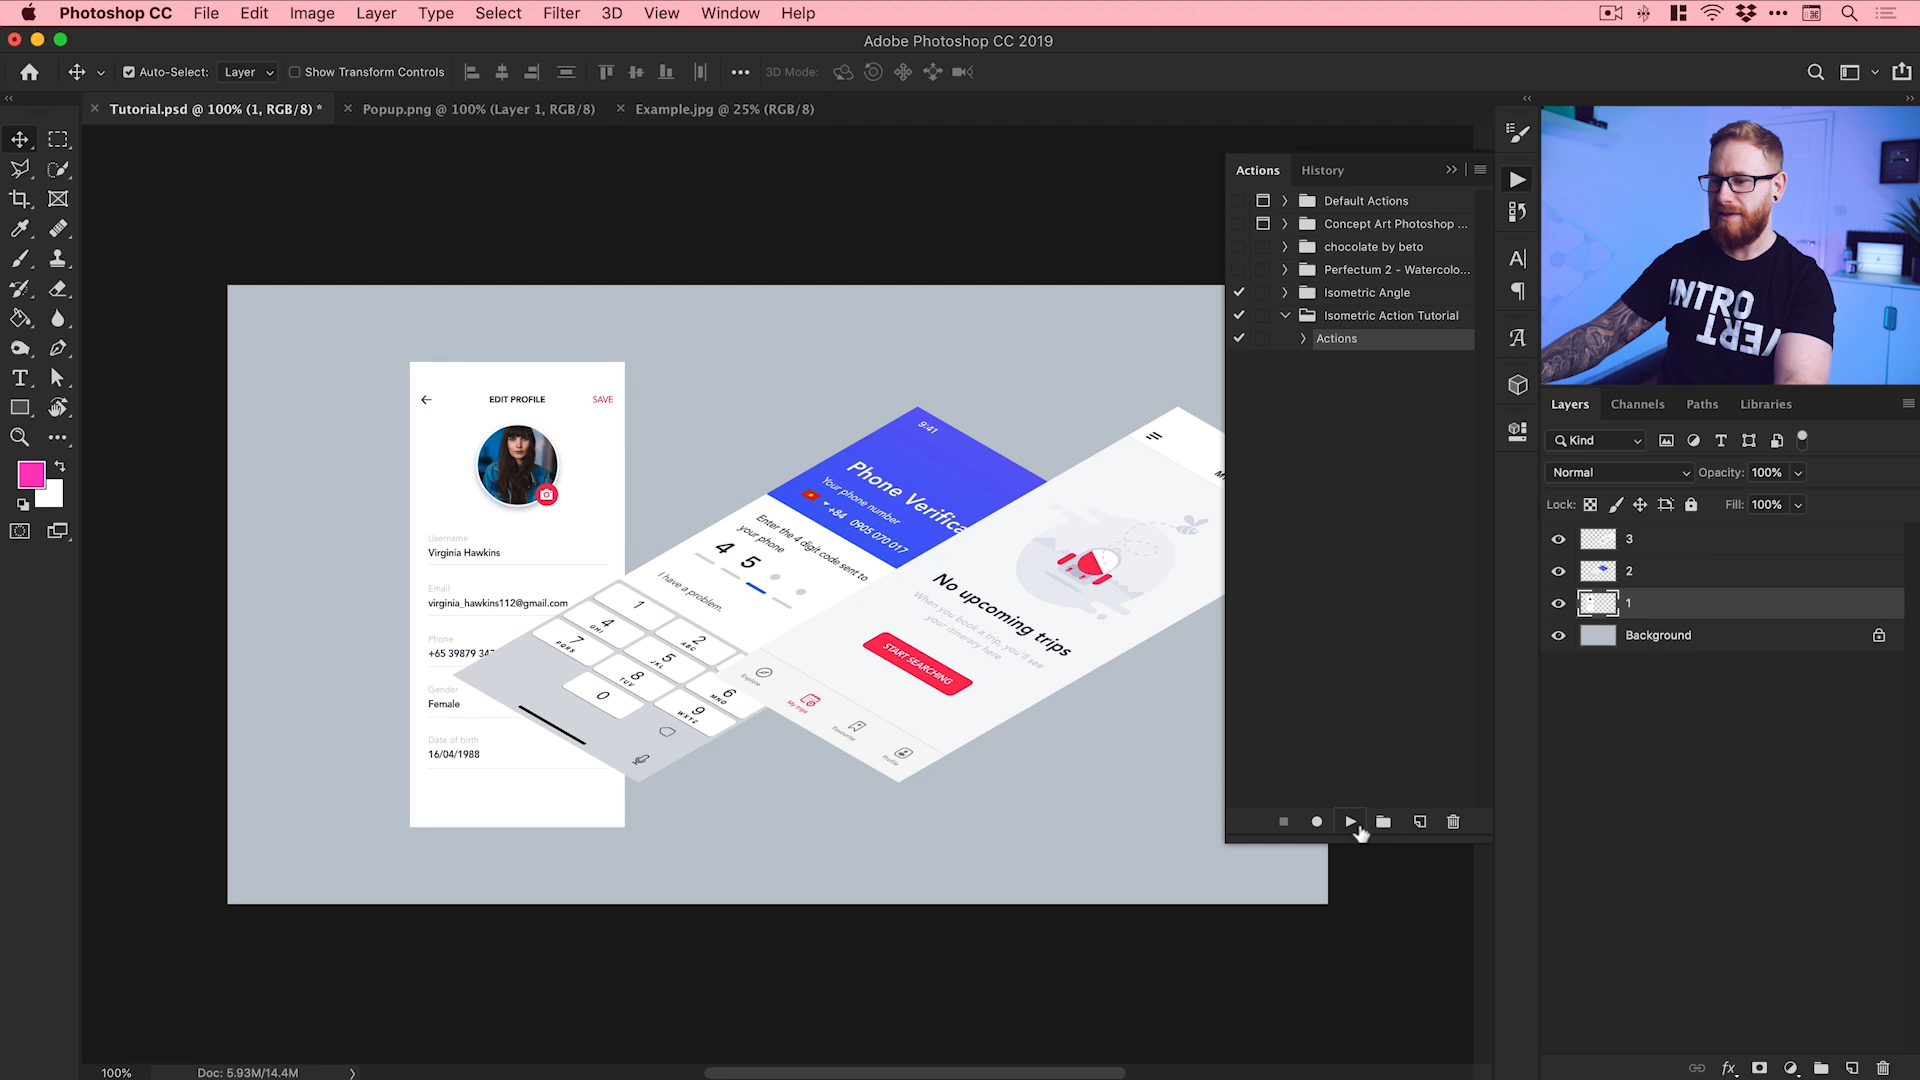 Photoshop CC File Edit Image Layer Type Select Filter 3D View Window Help
Adobe Photoshop CC 2019
Auto-Select: Layer Show Transform Controls 3D Mode:
Tutorial.psd @ 100% (1, RGB/8) * Popup.png @ 100% (Layer 1, RGB/8) Example.jpg @ 25% (RGB/8)
Actions History
Default Actions
Concept Art Photoshop ...
chocolate by beto
Perfectum 2 - Watercolo...
Isometric Angle
Isometric Action Tutorial
Actions
EDIT PROFILE SAVE
Username
Virginia Hawkins
Email
virginia_hawkins112@gmail.com
Phone
+65 39879 343
Gender
Female
Date of birth
16/04/1988
9:41
Phone Verifica
Your phone number
+84 0905 070 017
Enter the 4 digit code sent to
your phone
4 5
I have a problem.
1
2
ABC
4
GHI
5
JKL
6
MNO
7
PQRS
8
TUV
9
WXYZ
0
No upcoming trips
When you book a trip, you'll see
your itinerary here
START SEARCHING
Explore
My trips
Favourite
Profile
INTRO
VERT
Layers Channels Paths Libraries
Kind
Normal Opacity: 100%
Lock: Fill: 100%
3
2
1
Background
100% Doc: 5.93M/14.4M